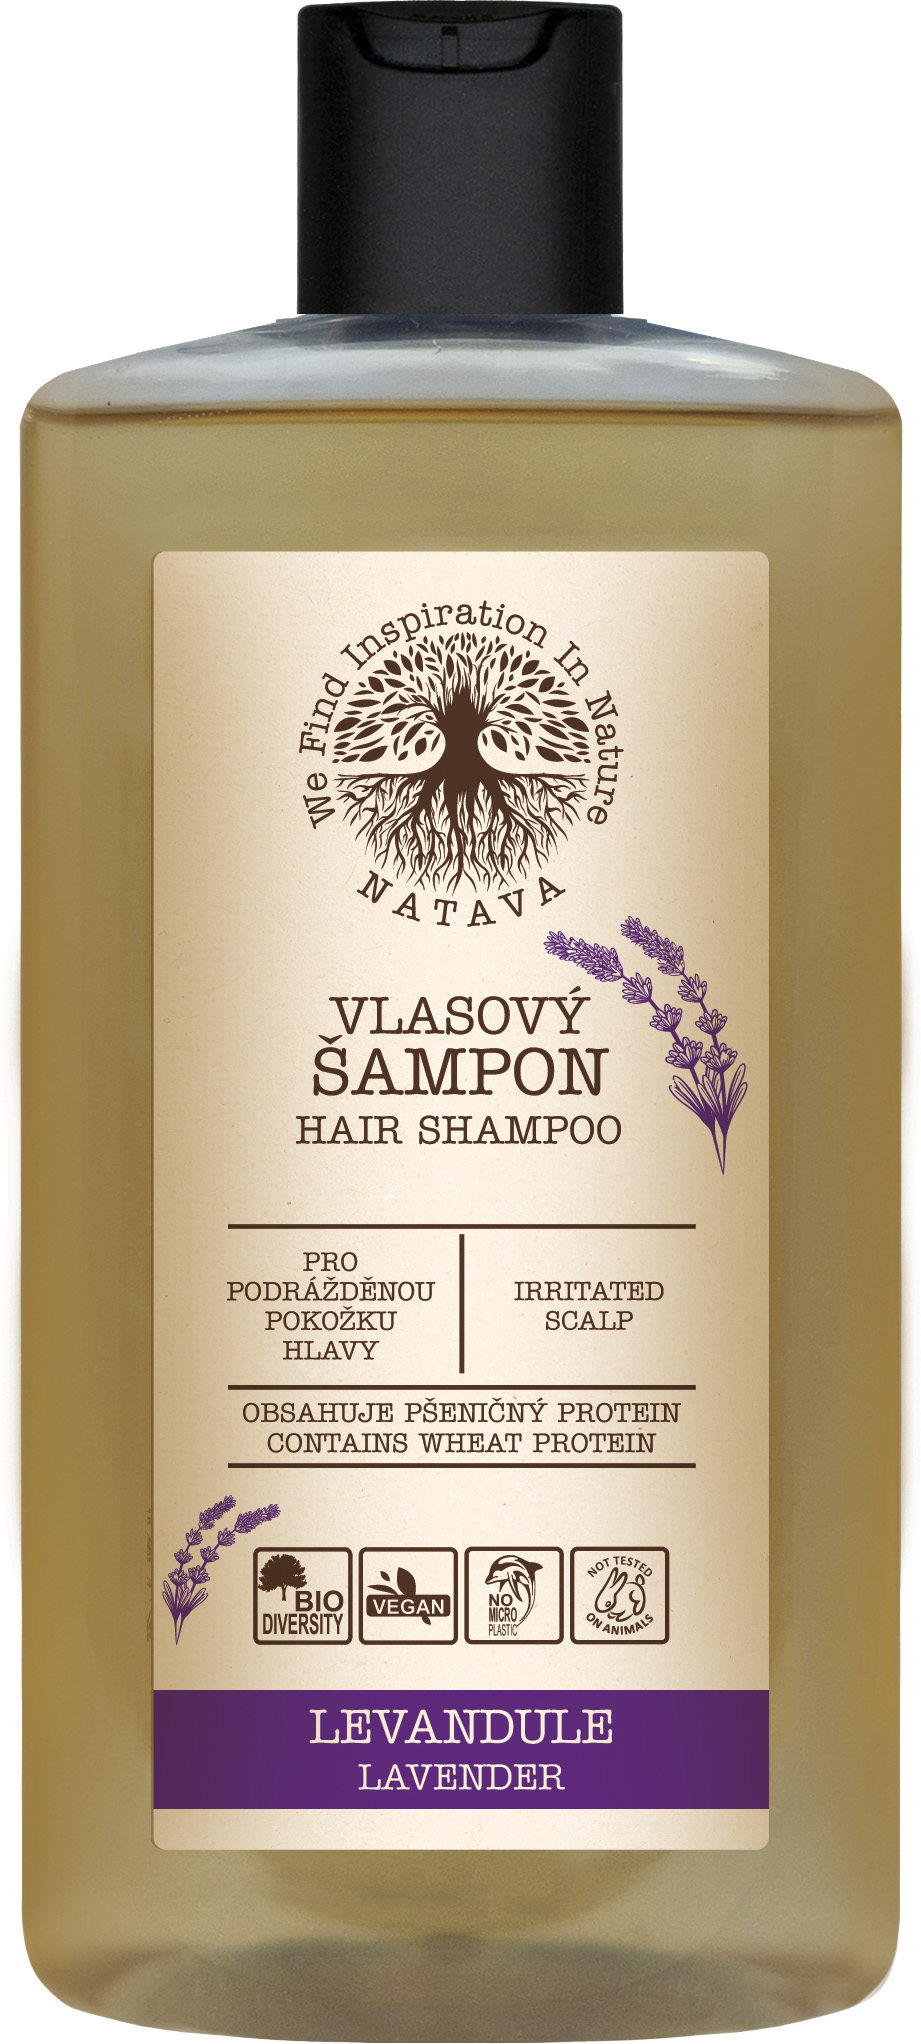 We Find Inspiration In Nature
NATAVA
VLASOVÝ
ŠAMPON
HAIR SHAMPOO
PRO
PODRÁŽDĚNOU
POKOŽKU
HLAVY
IRRITATED
SCALP
OBSAHUJE PŠENIČNÝ PROTEIN
CONTAINS WHEAT PROTEIN
BIO
DIVERSITY
VEGAN
NO
MICRO
PLASTIC
NOT TESTED
ON ANIMALS
LEVANDULE
LAVENDER